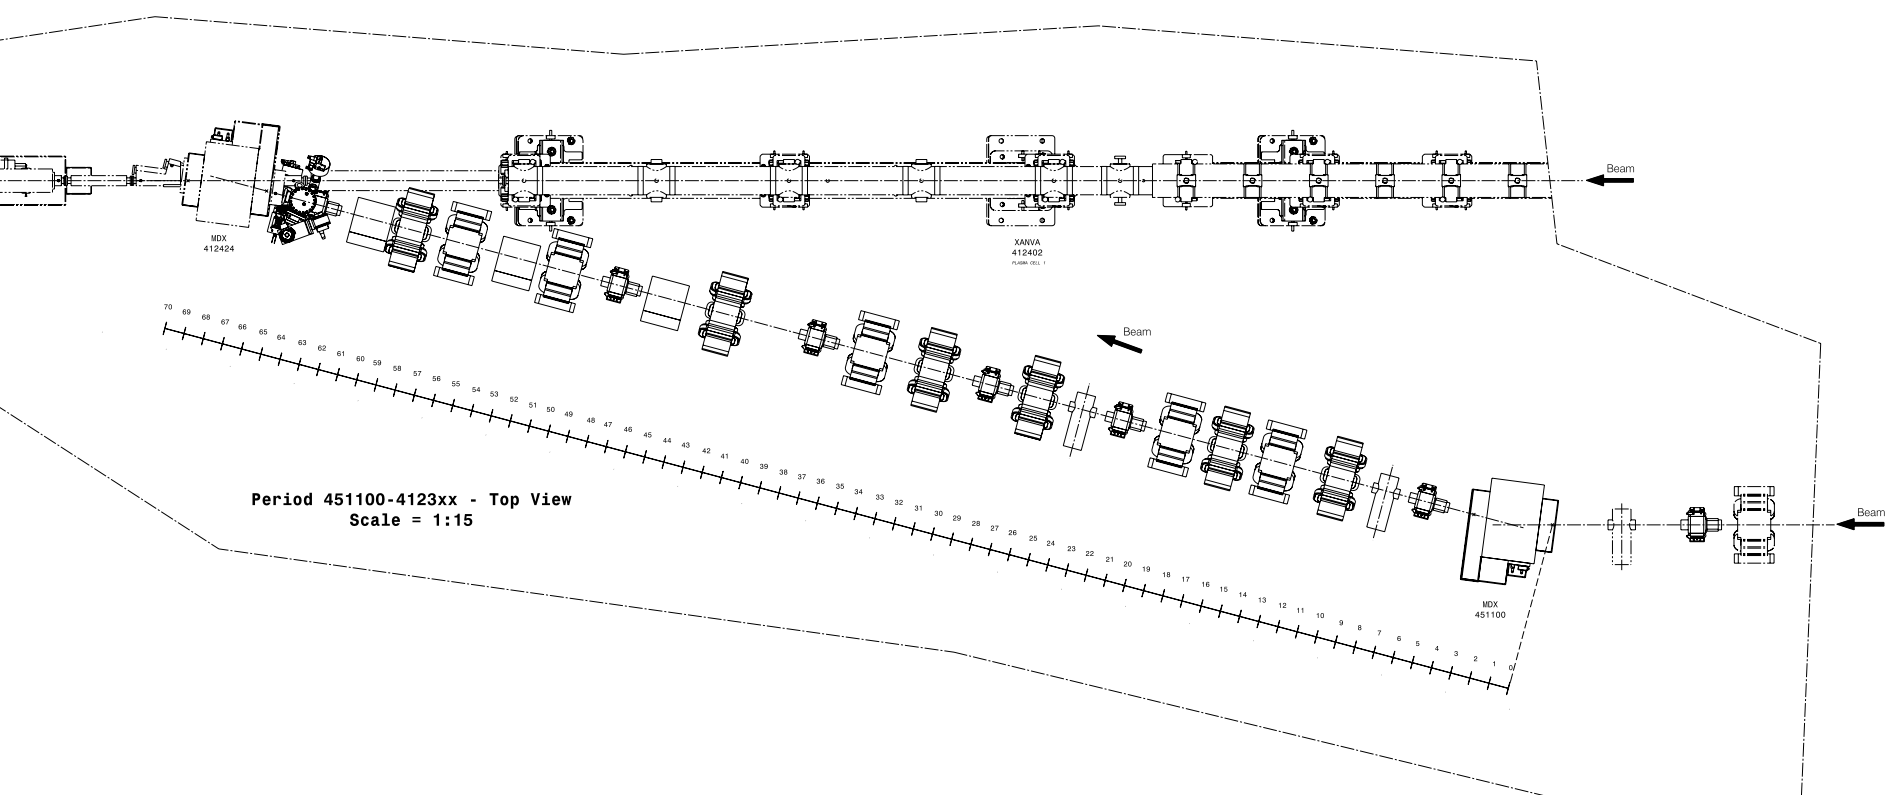 Beam
MDX
412424
XANVA
412402
PLASMA CELL 1
Beam
70 69 68 67 66 65 64 63 62 61 60 59 58 57 56 55 54 53 52 51 50 49 48 47 46 45 44 43 42 41 40 39 38 37 36 35 34 33 32 31 30 29 28 27 26 25 24 23 22 21 20 19 18 17 16 15 14 13 12 11 10 9 8 7 6 5 4 3 2 1 0
Period 451100-4123xx - Top View
Scale = 1:15
Beam
MDX
451100